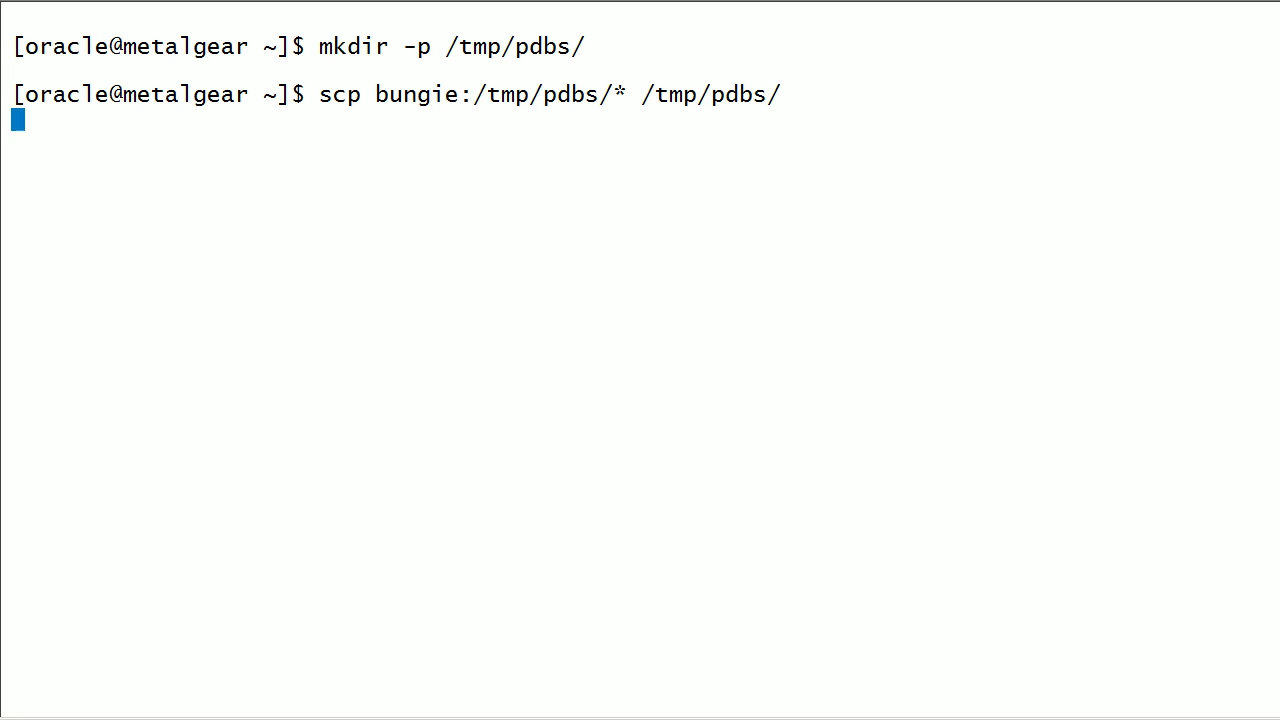 [oracle@metalgear ~]$ mkdir -p /tmp/pdbs/
[oracle@metalgear ~]$ scp bungie:/tmp/pdbs/* /tmp/pdbs/